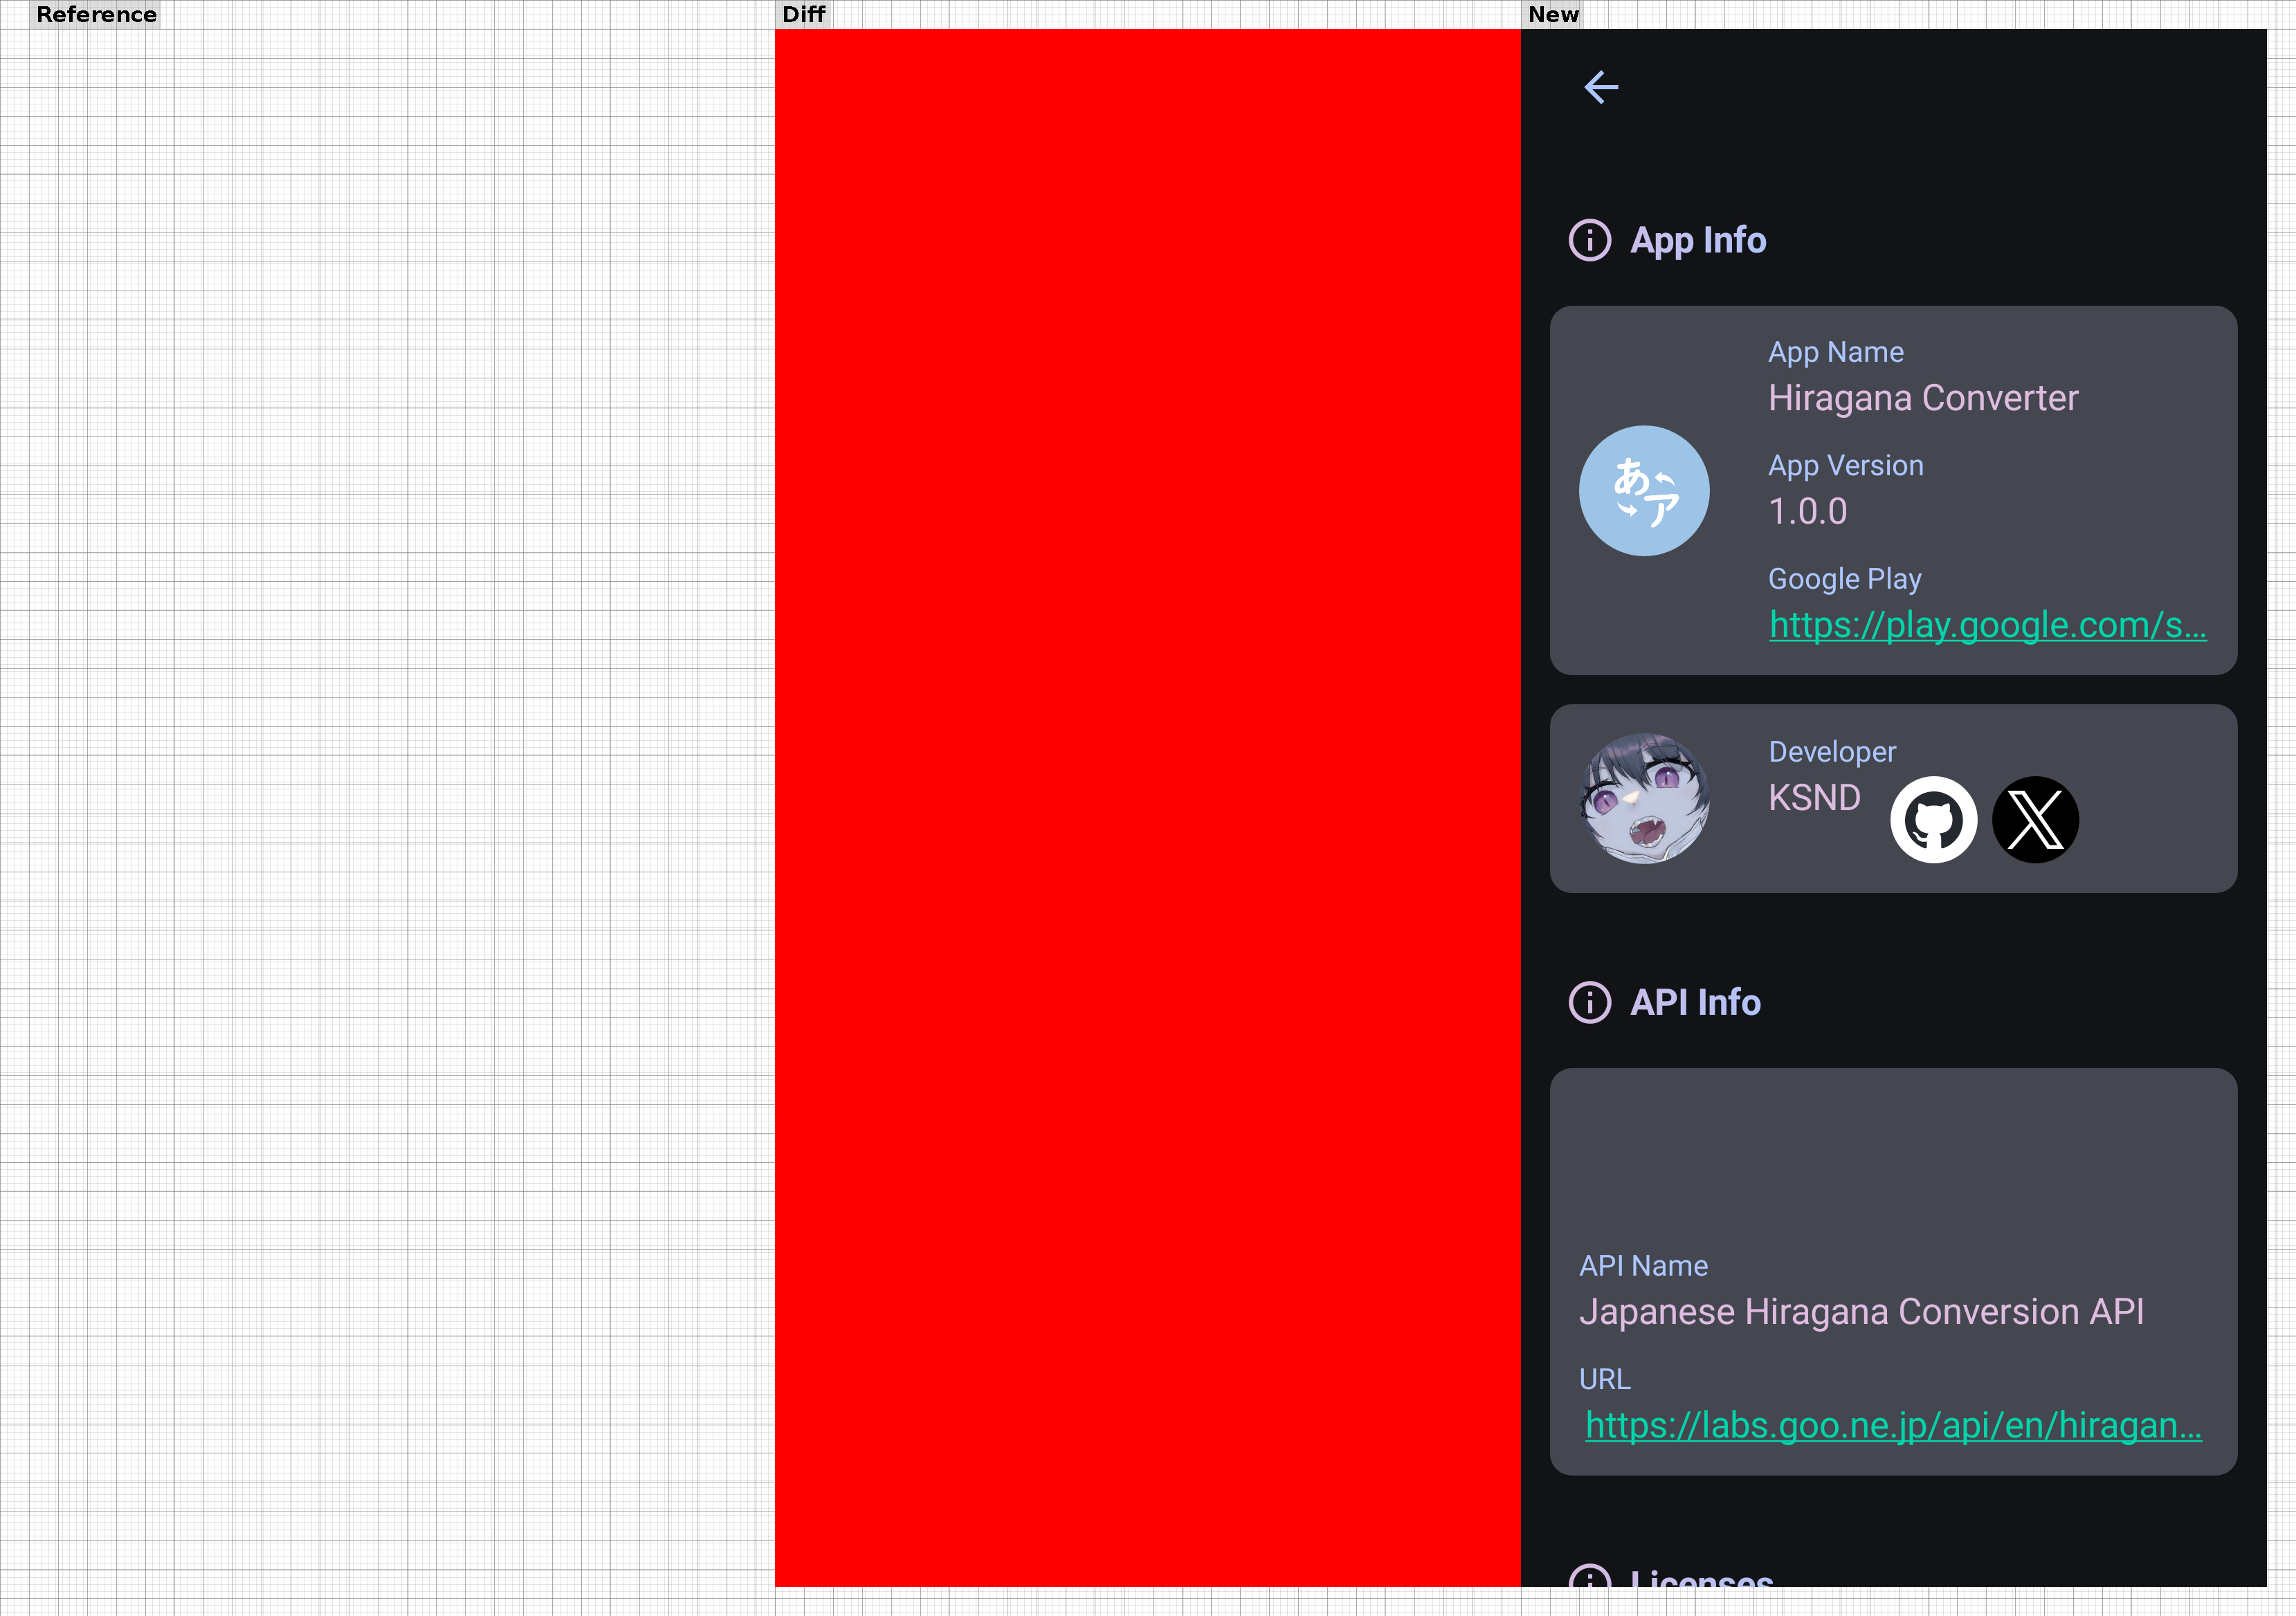 Reference
Diff
New
App Info
App Name
Hiragana Converter
App Version
1.0.0
あ
ア
Google Play
https://play.google.com/s...
Developer
KSND
API Info
API Name
Japanese Hiragana Conversion API
URL
https://labs.goo.ne.jp/api/en/hiragan...
Licenses